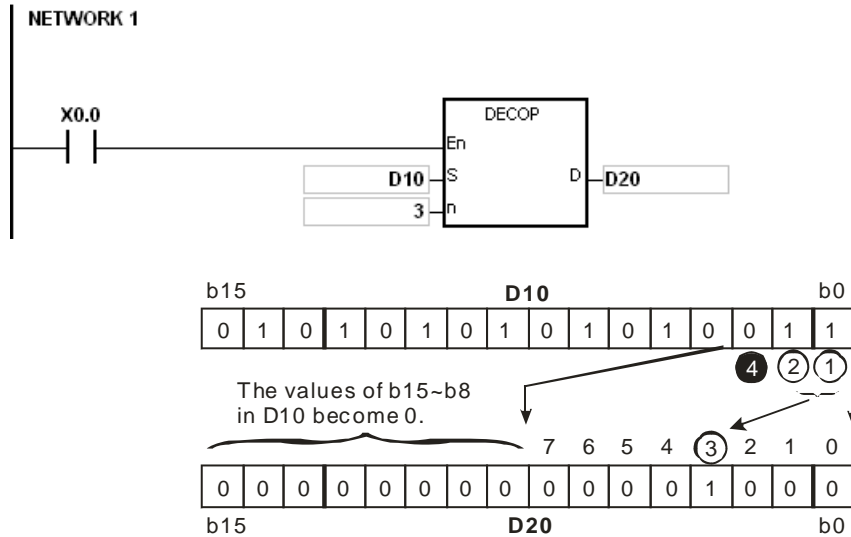 NETWORK 1
X0.0
DECOP
En
D10 S D D20
3 n
b15 D10 b0
0 1 0 1 0 1 0 1 0 1 0 1 0 0 1 1
4 2 1
The values of b15~b8
in D10 become 0.
7 6 5 4 3 2 1 0
0 0 0 0 0 0 0 0 0 0 0 0 1 0 0 0
b15 D20 b0